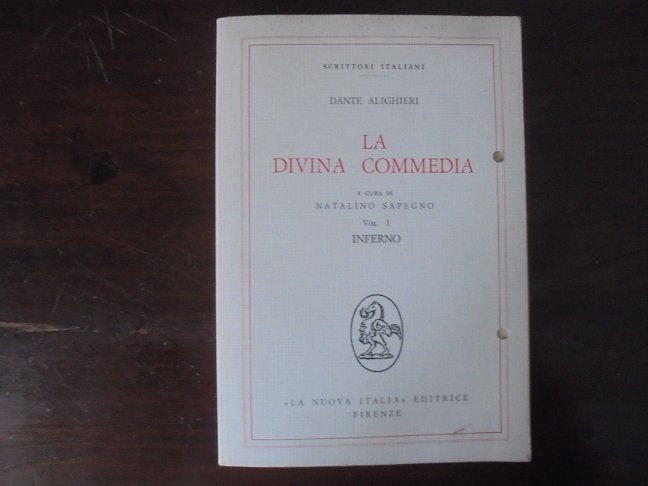 SCRITTORI ITALIANI
DANTE ALIGHIERI
LA
DIVINA COMMEDIA
A CURA DI
NATALINO SAPEGNO
VOL. I
INFERNO
«LA NUOVA ITALIA» EDITRICE
FIRENZE